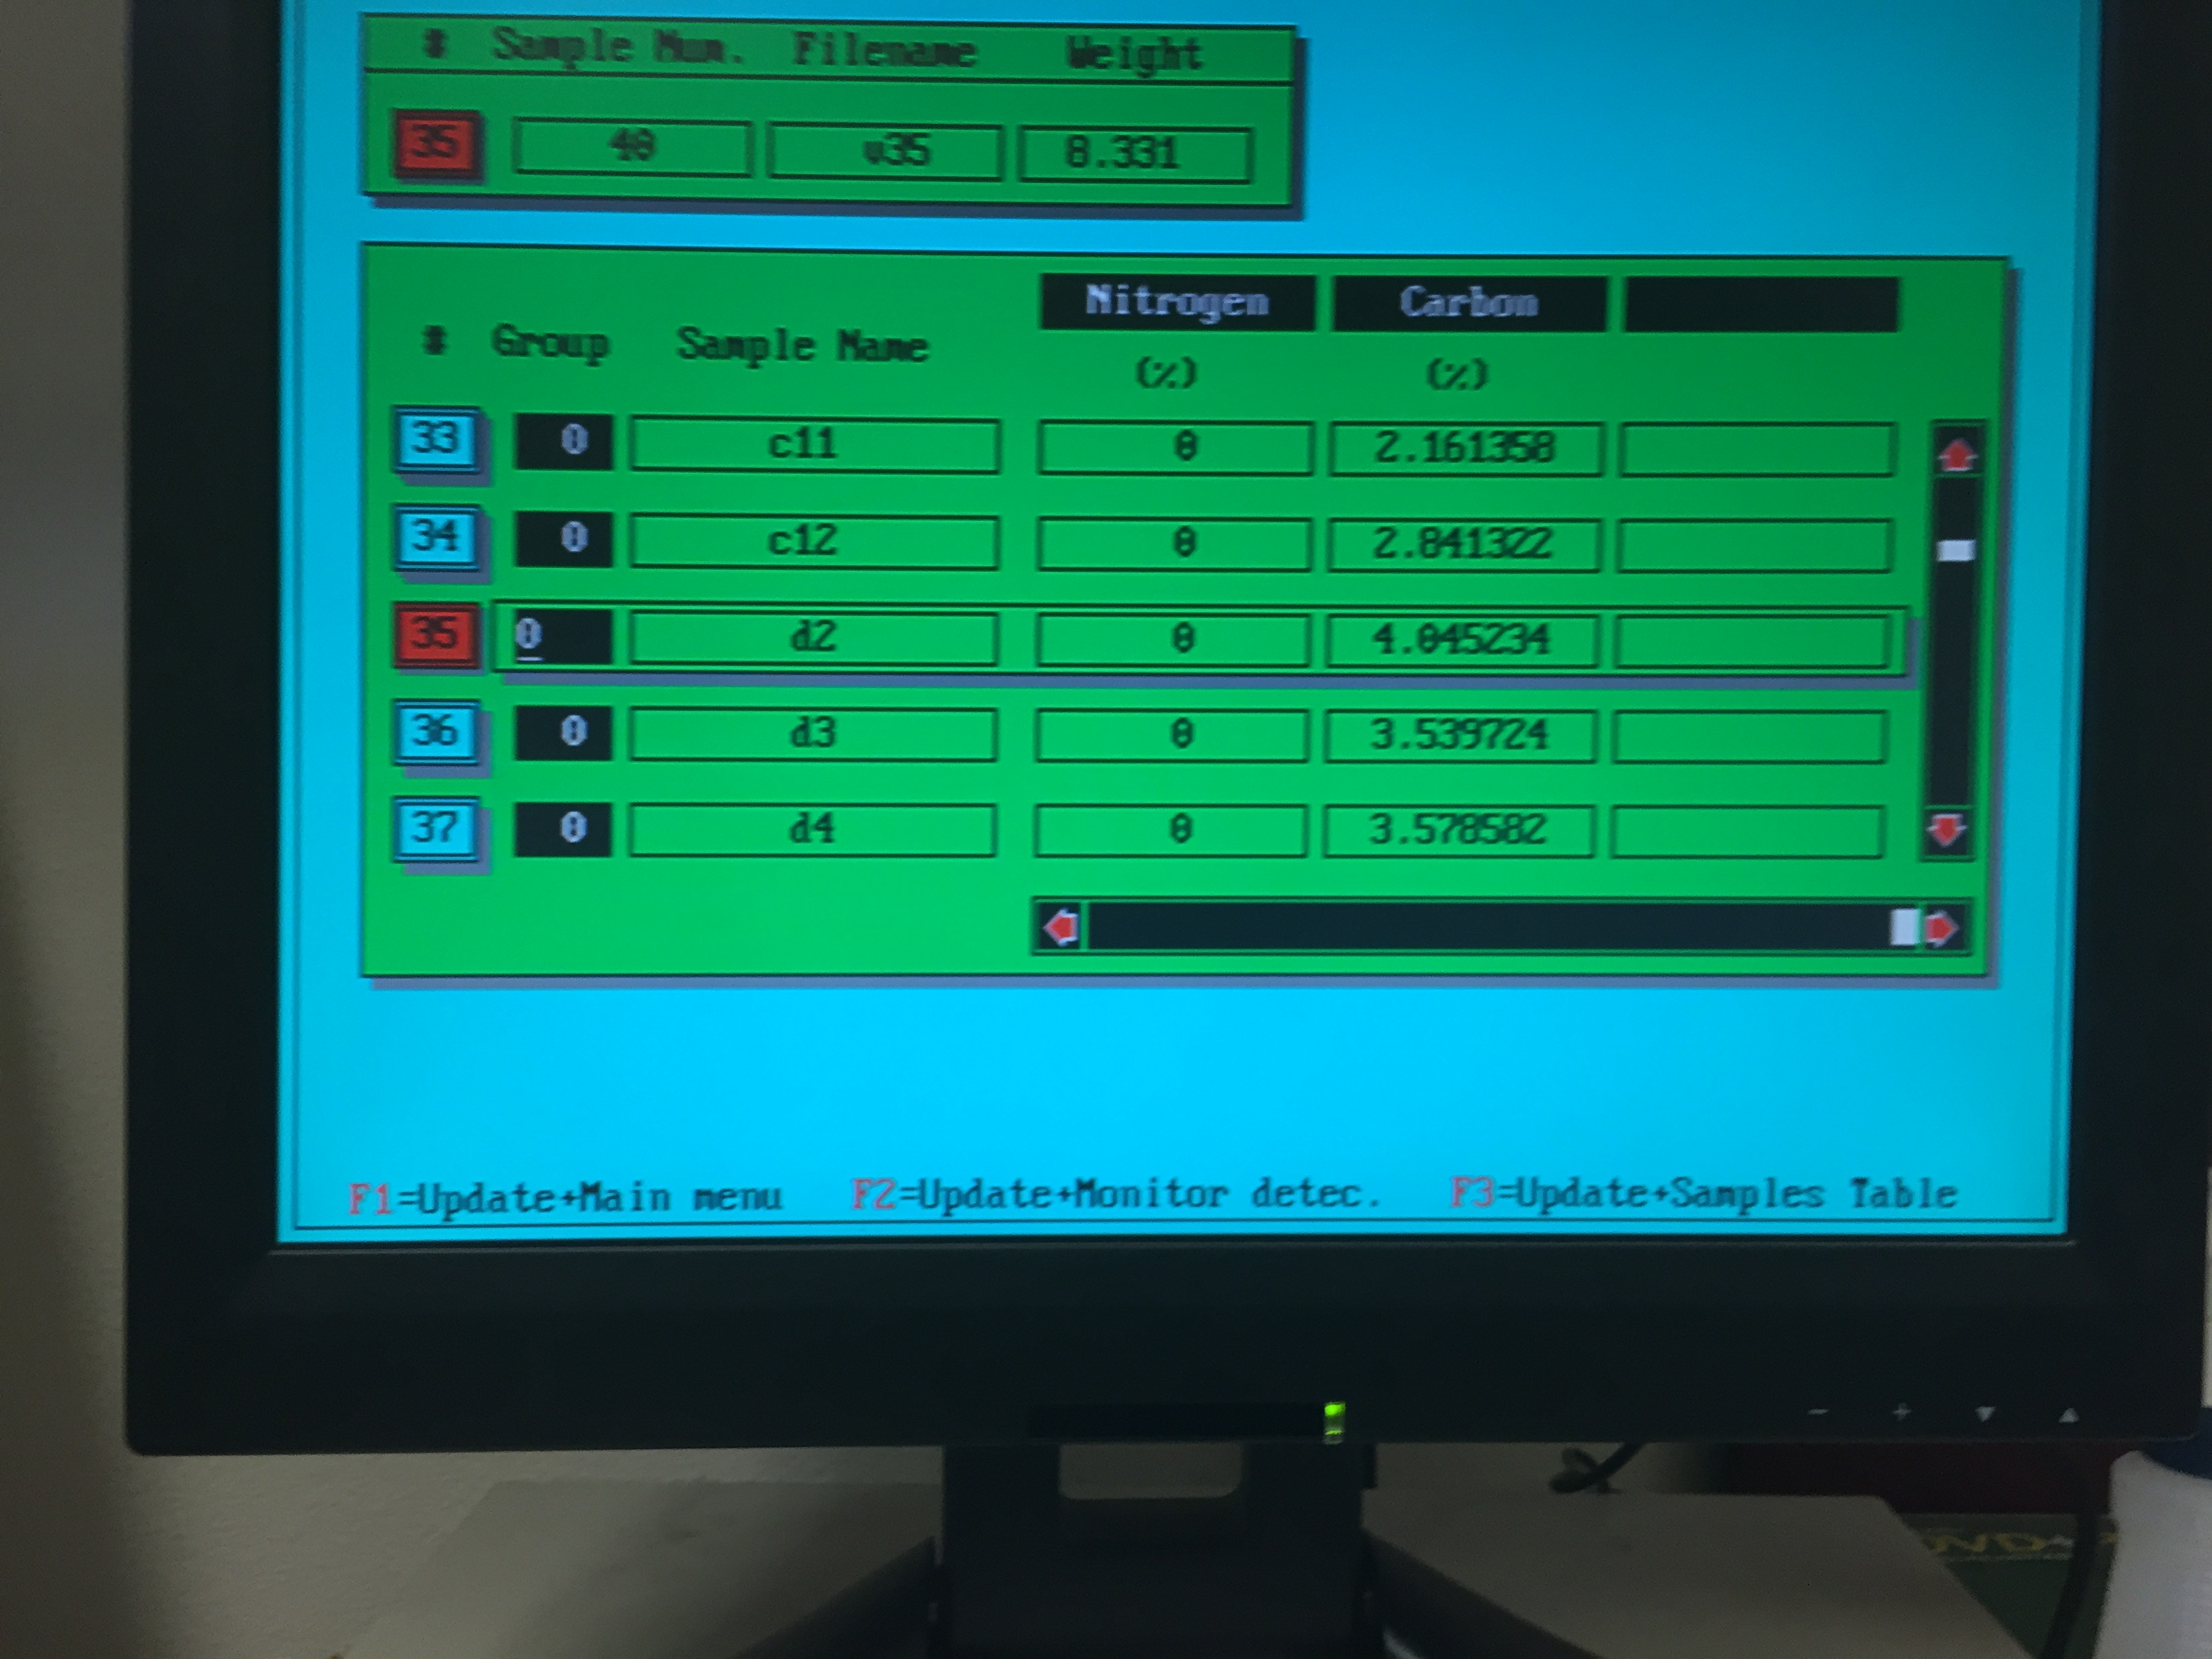 # Sample Num. Filename Weight
35 40 v35 8.331
Nitrogen Carbon
# Group Sample Name (%) (%)
33 0 c11 0 2.161358
34 0 c12 0 2.841322
35 0 d2 0 4.045234
36 0 d3 0 3.539724
37 0 d4 0 3.578582
F1=Update+Main menu F2=Update+Monitor detec. F3=Update+Samples Table